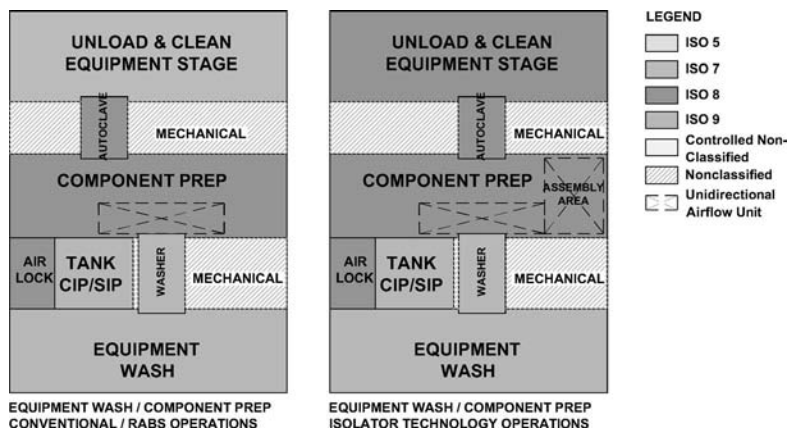 UNLOAD & CLEAN
EQUIPMENT STAGE
AUTOCLAVE
MECHANICAL
COMPONENT PREP
AIR
LOCK
TANK
CIP/SIP
WASHER
MECHANICAL
EQUIPMENT
WASH
EQUIPMENT WASH / COMPONENT PREP
CONVENTIONAL / RABS OPERATIONS
UNLOAD & CLEAN
EQUIPMENT STAGE
AUTOCLAVE
MECHANICAL
COMPONENT PREP
ASSEMBLY
AREA
AIR
LOCK
TANK
CIP/SIP
WASHER
MECHANICAL
EQUIPMENT
WASH
EQUIPMENT WASH / COMPONENT PREP
ISOLATOR TECHNOLOGY OPERATIONS
LEGEND
ISO 5
ISO 7
ISO 8
ISO 9
Controlled Non-
Classified
Nonclassified
Unidirectional
Airflow Unit